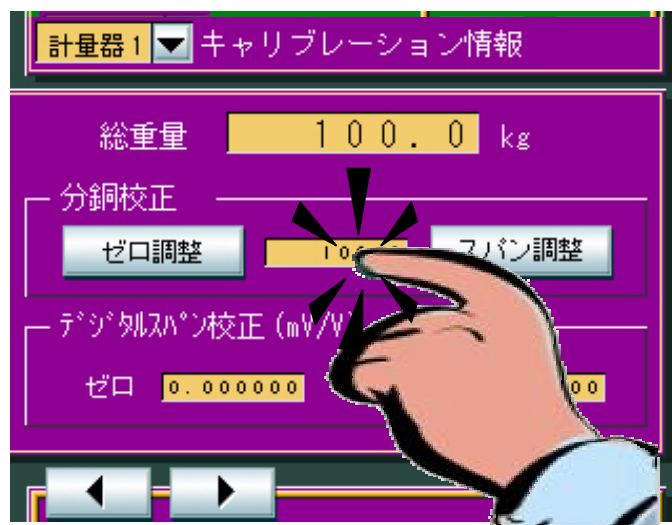 計量器1 キャリブレーション情報
総重量 100.0 kg
分銅校正
ゼロ調整 スパン調整
デジタルスパン校正 (mV/V)
ゼロ 0.000000